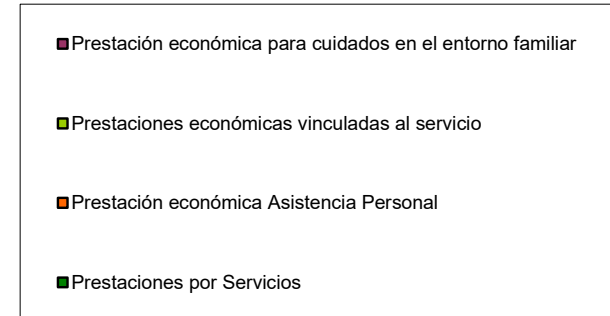 Prestación económica para cuidados en el entorno familiar
Prestaciones económicas vinculadas al servicio
Prestación económica Asistencia Personal
Prestaciones por Servicios